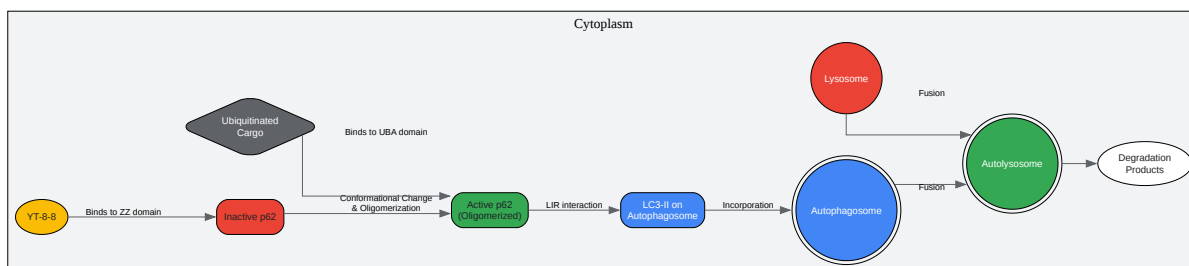 Cytoplasm
Lysosome
Fusion
Ubiquitinated
Cargo
Binds to UBA domain
Autolysosome
Degradation
Products
Fusion
YT-8-8
Binds to ZZ domain
Inactive p62
Conformational Change
& Oligomerization
Active p62
(Oligomerized)
LIR interaction
LC3-II on
Autophagosome
Incorporation
Autophagosome